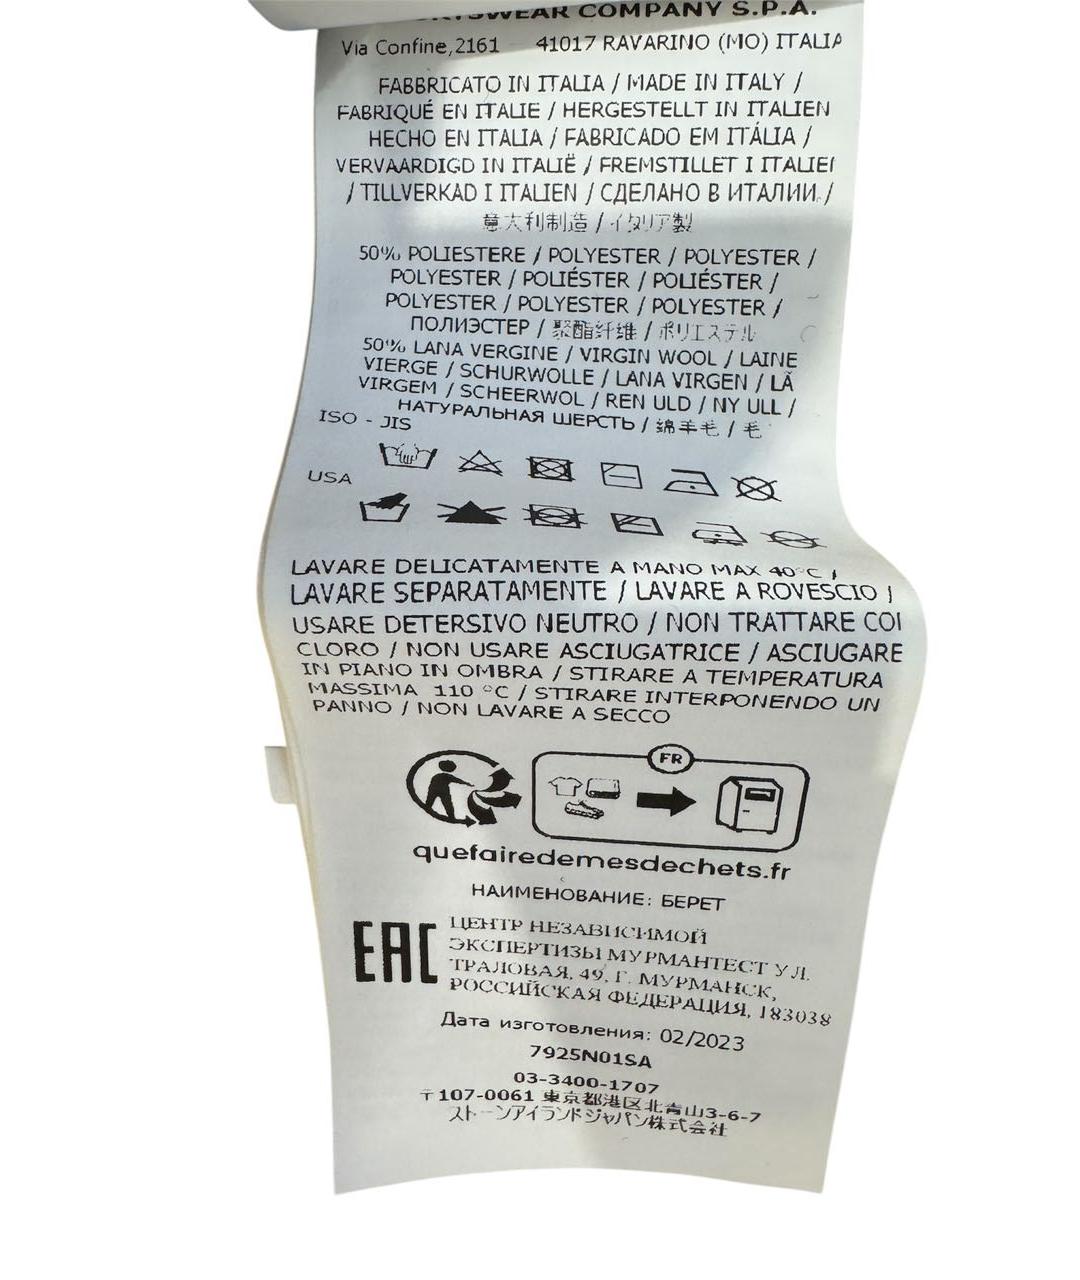 SWEAR COMPANY S.P.A.
Via Confine,2161 41017 RAVARINO (MO) ITALIA
FABBRICATO IN ITALIA / MADE IN ITALY /
FABRIQUÉ EN ITALIE / HERGESTELLT IN ITALIEN
HECHO EN ITALIA / FABRICADO EM ITÁLIA /
VERVAARDIGD IN ITALIË / FREMSTILLET I ITALIEI
/ TILLVERKAD I ITALIEN / СДЕЛАНО В ИТАЛИИ /
意大利制造 / イタリア製
50% POLIESTERE / POLYESTER / POLYESTER /
POLYESTER / POLIÉSTER / POLIÉSTER /
POLYESTER / POLYESTER / POLYESTER /
ПОЛИЭСТЕР / 聚酯纤维 / ポリエステル
50% LANA VERGINE / VIRGIN WOOL / LAINE
VIERGE / SCHURWOLLE / LANA VIRGEN / LÃ
VIRGEM / SCHEERWOL / REN ULD / NY ULL /
НАТУРАЛЬНАЯ ШЕРСТЬ / 绵羊毛 / 毛
ISO - JIS
USA
LAVARE DELICATAMENTE A MANO MAX 40°C /
LAVARE SEPARATAMENTE / LAVARE A ROVESCIO /
USARE DETERSIVO NEUTRO / NON TRATTARE COI
CLORO / NON USARE ASCIUGATRICE / ASCIUGARE
IN PIANO IN OMBRA / STIRARE A TEMPERATURA
MASSIMA 110 °C / STIRARE INTERPONENDO UN
PANNO / NON LAVARE A SECCO
FR
quefairedemesdechets.fr
НАИМЕНОВАНИЕ: БЕРЕТ
EAC
ЦЕНТР НЕЗАВИСИМОЙ
ЭКСПЕРТИЗЫ МУРМАНТЕСТ УЛ.
ТРАЛОВАЯ, 49, Г. МУРМАНСК,
РОССИЙСКАЯ ФЕДЕРАЦИЯ, 183038
Дата изготовления: 02/2023
7925N01SA
03-3400-1707
〒107-0061 東京都港区北青山3-6-7
ストーンアイランドジャパン株式会社